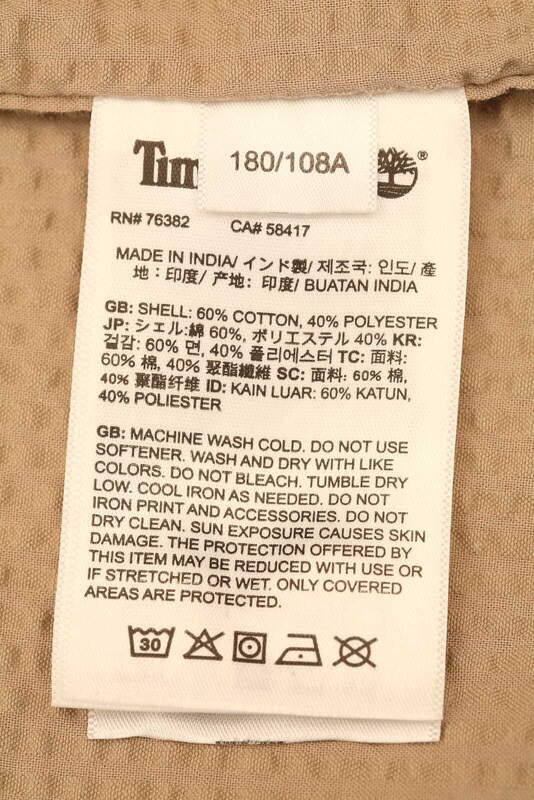 Tim
180/108A
®
RN# 76382 CA# 58417
MADE IN INDIA/ インド製/ 제조국: 인도/ 產
地：印度/ 产地：印度/ BUATAN INDIA
GB: SHELL: 60% COTTON, 40% POLYESTER
JP: シェル:綿 60%, ポリエステル 40% KR:
겉감: 60% 면, 40% 폴리에스터 TC: 面料:
60% 棉, 40% 聚酯纖維 SC: 面料: 60% 棉,
40% 聚酯纤维 ID: KAIN LUAR: 60% KATUN,
40% POLIESTER
GB: MACHINE WASH COLD. DO NOT USE
SOFTENER. WASH AND DRY WITH LIKE
COLORS. DO NOT BLEACH. TUMBLE DRY
LOW. COOL IRON AS NEEDED. DO NOT
IRON PRINT AND ACCESSORIES. DO NOT
DRY CLEAN. SUN EXPOSURE CAUSES SKIN
DAMAGE. THE PROTECTION OFFERED BY
THIS ITEM MAY BE REDUCED WITH USE OR
IF STRETCHED OR WET. ONLY COVERED
AREAS ARE PROTECTED.
30